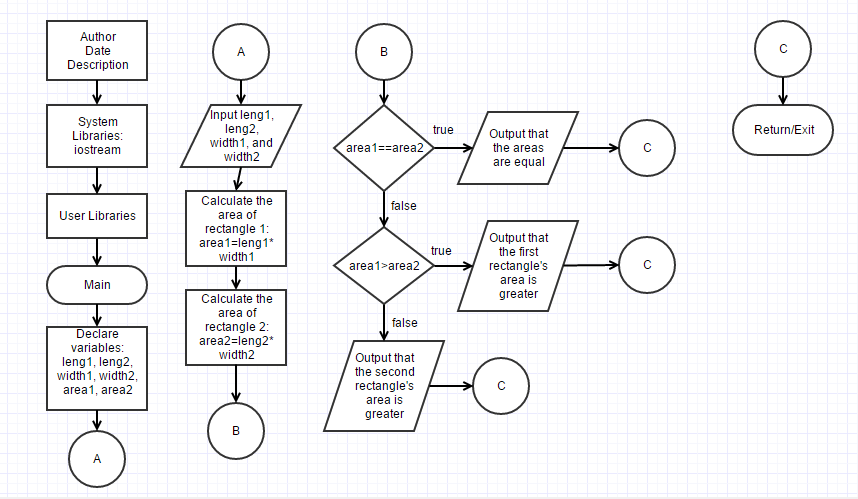 Author
Date
Description
System
Libraries:
iostream
User Libraries
Main
Declare
variables:
leng1, leng2,
width1, width2,
area1, area2
A
A
Input leng1,
leng2,
width1, and
width2
Calculate the
area of
rectangle 1:
area1=leng1*
width1
Calculate the
area of
rectangle 2:
area2=leng2*
width2
B
B
area1==area2
true
Output that
the areas
are equal
C
false
area1>area2
true
Output that
the first
rectangle's
area is
greater
C
false
Output that
the second
rectangle's
area is
greater
C
C
Return/Exit